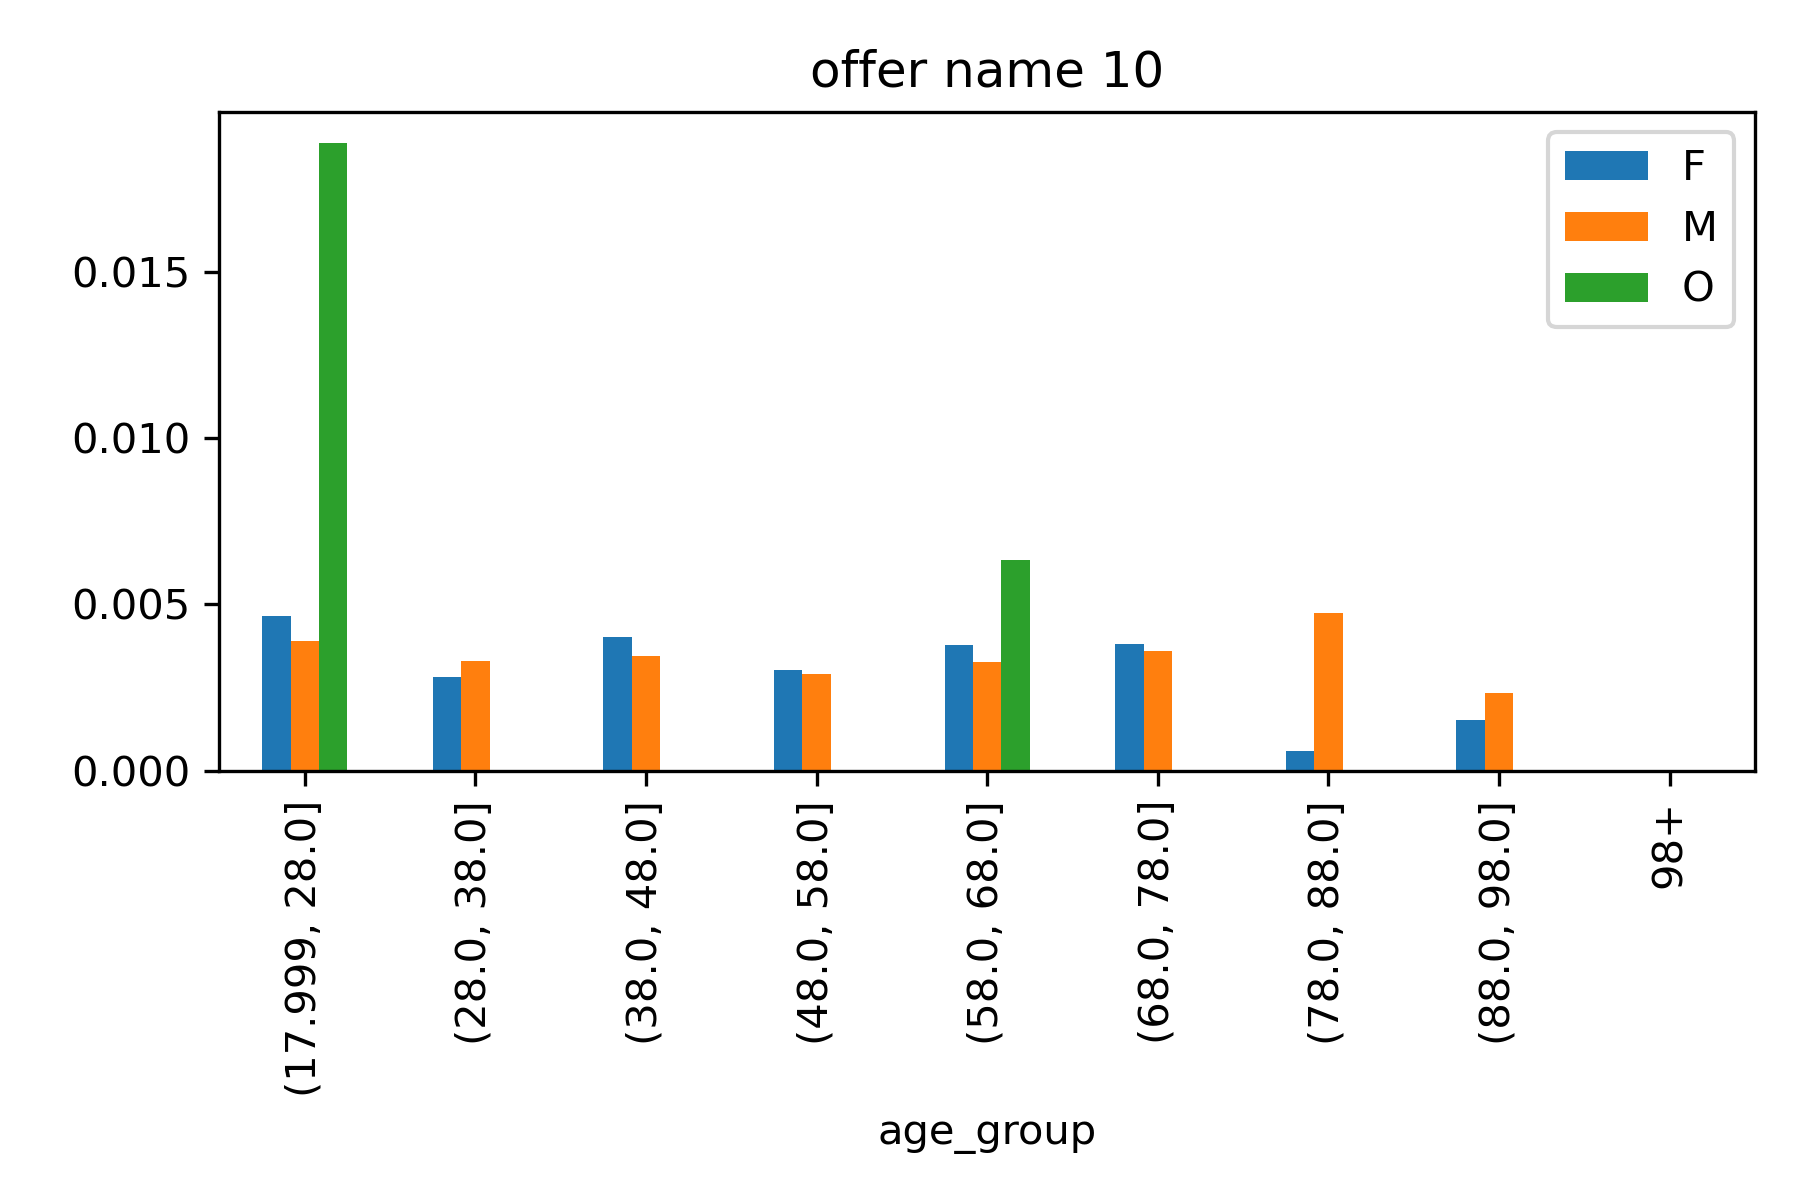 offer name 10
F
M
O
0.015
0.010
0.005
0.000
(17.999, 28.0]
(28.0, 38.0]
(38.0, 48.0]
(48.0, 58.0]
(58.0, 68.0]
(68.0, 78.0]
(78.0, 88.0]
(88.0, 98.0]
98+
age_group